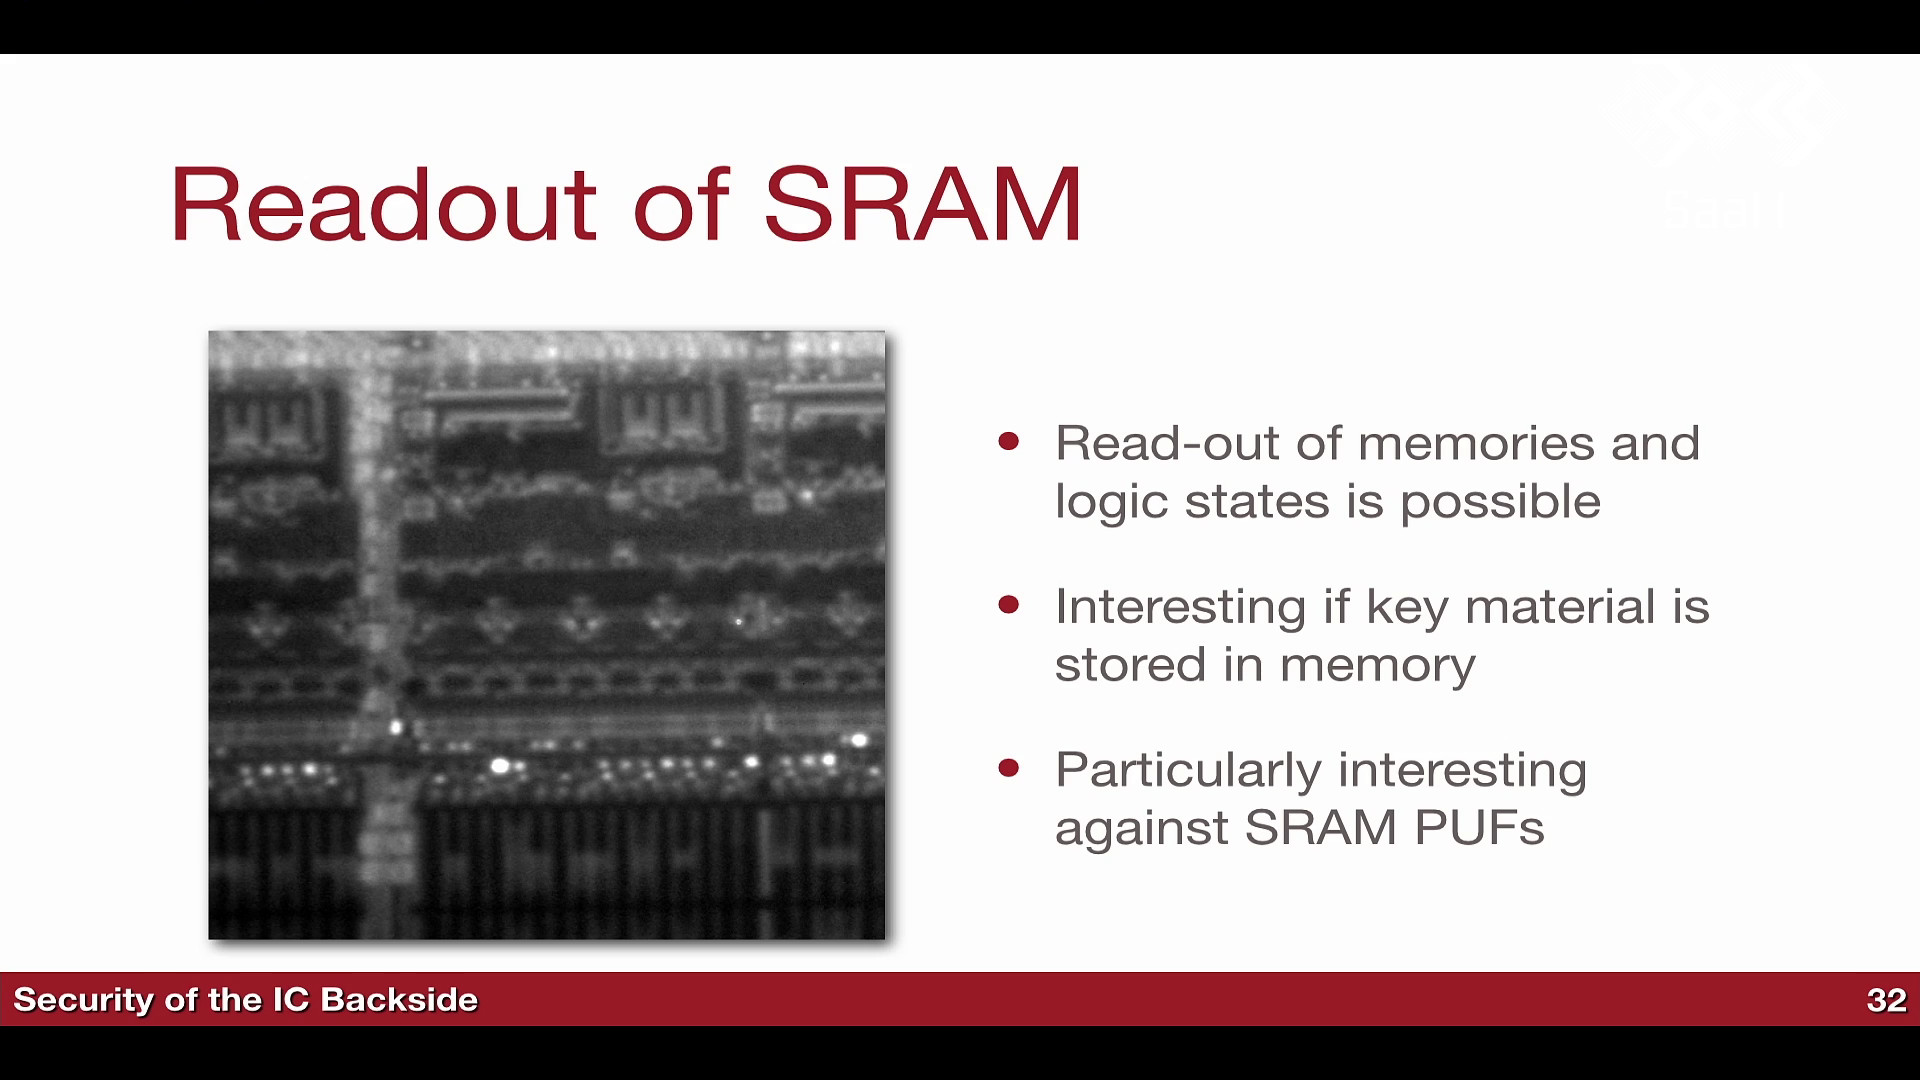 Readout of SRAM
Read-out of memories and
logic states is possible
Interesting if key material is
stored in memory
Particularly interesting
against SRAM PUFs
Security of the IC Backside
32